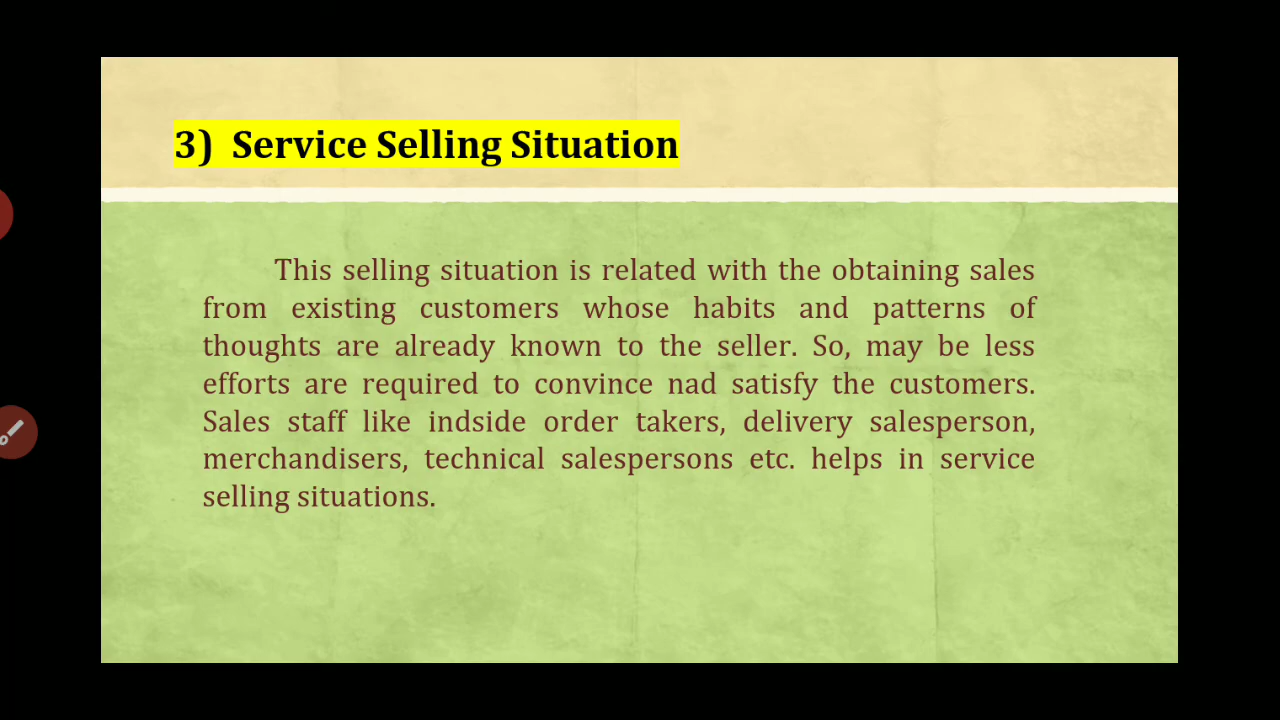 3) Service Selling Situation
This selling situation is related with the obtaining sales
from existing customers whose habits and patterns of
thoughts are already known to the seller. So, may be less
efforts are required to convince nad satisfy the customers.
Sales staff like indside order takers, delivery salesperson,
merchandisers, technical salespersons etc. helps in service
selling situations.